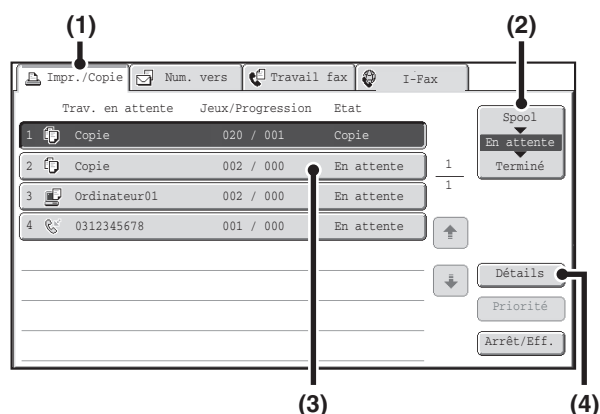 (1) (2)
Impr./Copie Num. vers Travail fax I-Fax
Trav. en attente Jeux/Progression Etat
Spool
En attente
Terminé
1 Copie 020 / 001 Copie
2 Copie 002 / 000 En attente
1
1
3 Ordinateur01 002 / 000 En attente
4 0312345678 001 / 000 En attente
Détails
Priorité
Arrêt/Eff.
(3) (4)